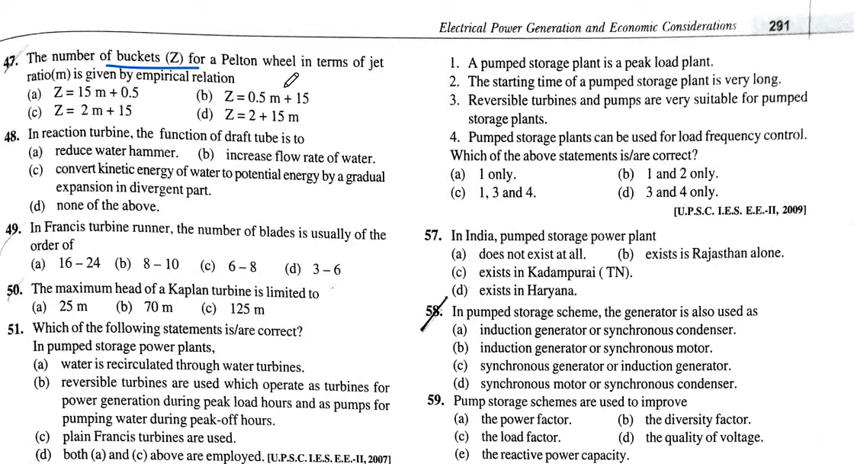 Electrical Power Generation and Economic Considerations 291
47. The number of buckets (Z) for a Pelton wheel in terms of jet
ratio(m) is given by empirical relation
(a) Z = 15 m + 0.5 (b) Z = 0.5 m + 15
(c) Z = 2 m + 15 (d) Z = 2 + 15 m
48. In reaction turbine, the function of draft tube is to
(a) reduce water hammer. (b) increase flow rate of water.
(c) convert kinetic energy of water to potential energy by a gradual
expansion in divergent part.
(d) none of the above.
49. In Francis turbine runner, the number of blades is usually of the
order of
(a) 16 – 24 (b) 8 – 10 (c) 6 – 8 (d) 3 – 6
50. The maximum head of a Kaplan turbine is limited to
(a) 25 m (b) 70 m (c) 125 m
51. Which of the following statements is/are correct?
In pumped storage power plants,
(a) water is recirculated through water turbines.
(b) reversible turbines are used which operate as turbines for
power generation during peak load hours and as pumps for
pumping water during peak-off hours.
(c) plain Francis turbines are used.
(d) both (a) and (c) above are employed. [U.P.S.C. I.E.S. E.E.-II, 2007]
1. A pumped storage plant is a peak load plant.
2. The starting time of a pumped storage plant is very long.
3. Reversible turbines and pumps are very suitable for pumped
storage plants.
4. Pumped storage plants can be used for load frequency control.
Which of the above statements is/are correct?
(a) 1 only. (b) 1 and 2 only.
(c) 1, 3 and 4. (d) 3 and 4 only.
[U.P.S.C. I.E.S. E.E.-II, 2009]
57. In India, pumped storage power plant
(a) does not exist at all. (b) exists is Rajasthan alone.
(c) exists in Kadampurai ( TN).
(d) exists in Haryana.
58. In pumped storage scheme, the generator is also used as
(a) induction generator or synchronous condenser.
(b) induction generator or synchronous motor.
(c) synchronous generator or induction generator.
(d) synchronous motor or synchronous condenser.
59. Pump storage schemes are used to improve
(a) the power factor. (b) the diversity factor.
(c) the load factor. (d) the quality of voltage.
(e) the reactive power capacity.